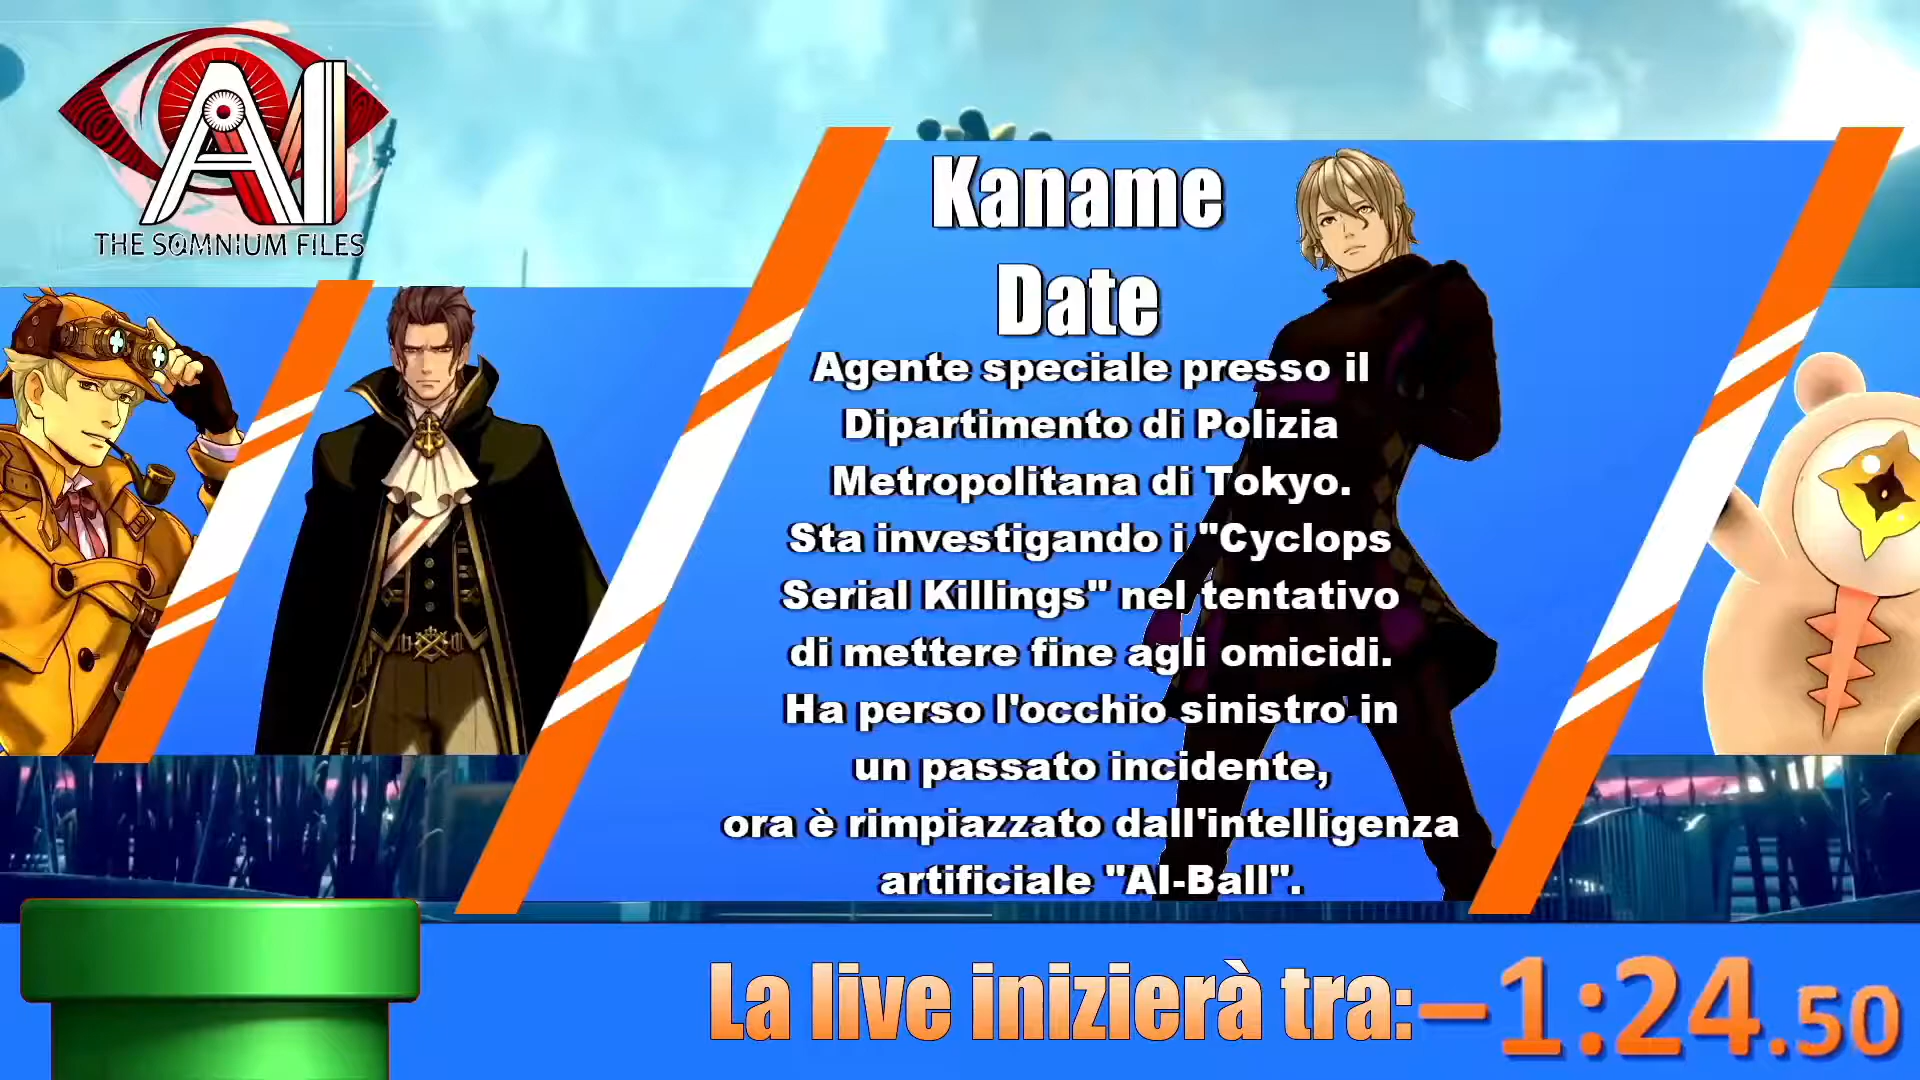 AI
THE SOMNIUM FILES
Kaname
Date
Agente speciale presso il
Dipartimento di Polizia
Metropolitana di Tokyo.
Sta investigando i "Cyclops
Serial Killings" nel tentativo
di mettere fine agli omicidi.
Ha perso l'occhio sinistro in
un passato incidente,
ora è rimpiazzato dall'intelligenza
artificiale "AI-Ball".
La live inizierà tra: −1:24.50